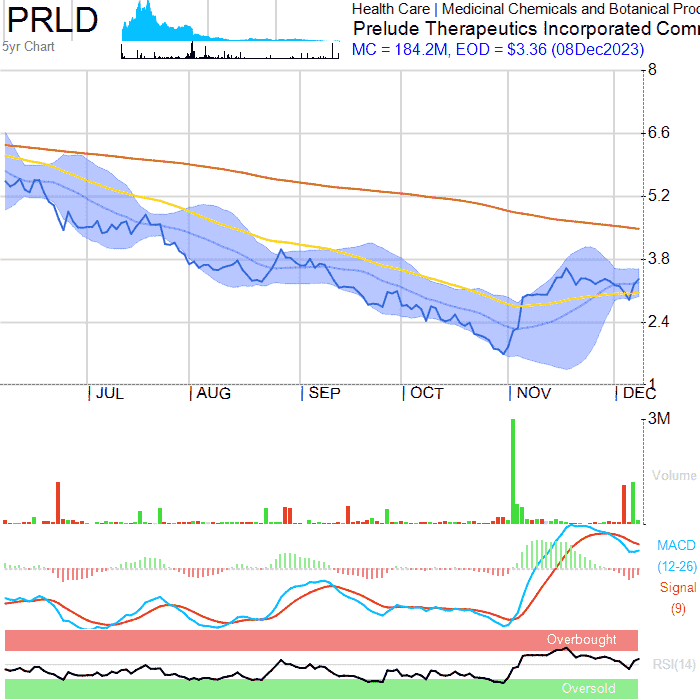 PRLD
5yr Chart
Health Care | Medicinal Chemicals and Botanical Proc
Prelude Therapeutics Incorporated Comm
MC = 184.2M, EOD = $3.36 (08Dec2023)
8
6.6
5.2
3.8
2.4
1
JUL AUG SEP OCT NOV DEC
3M
Volume
MACD
(12-26)
Signal
(9)
Overbought
RSI(14)
Oversold